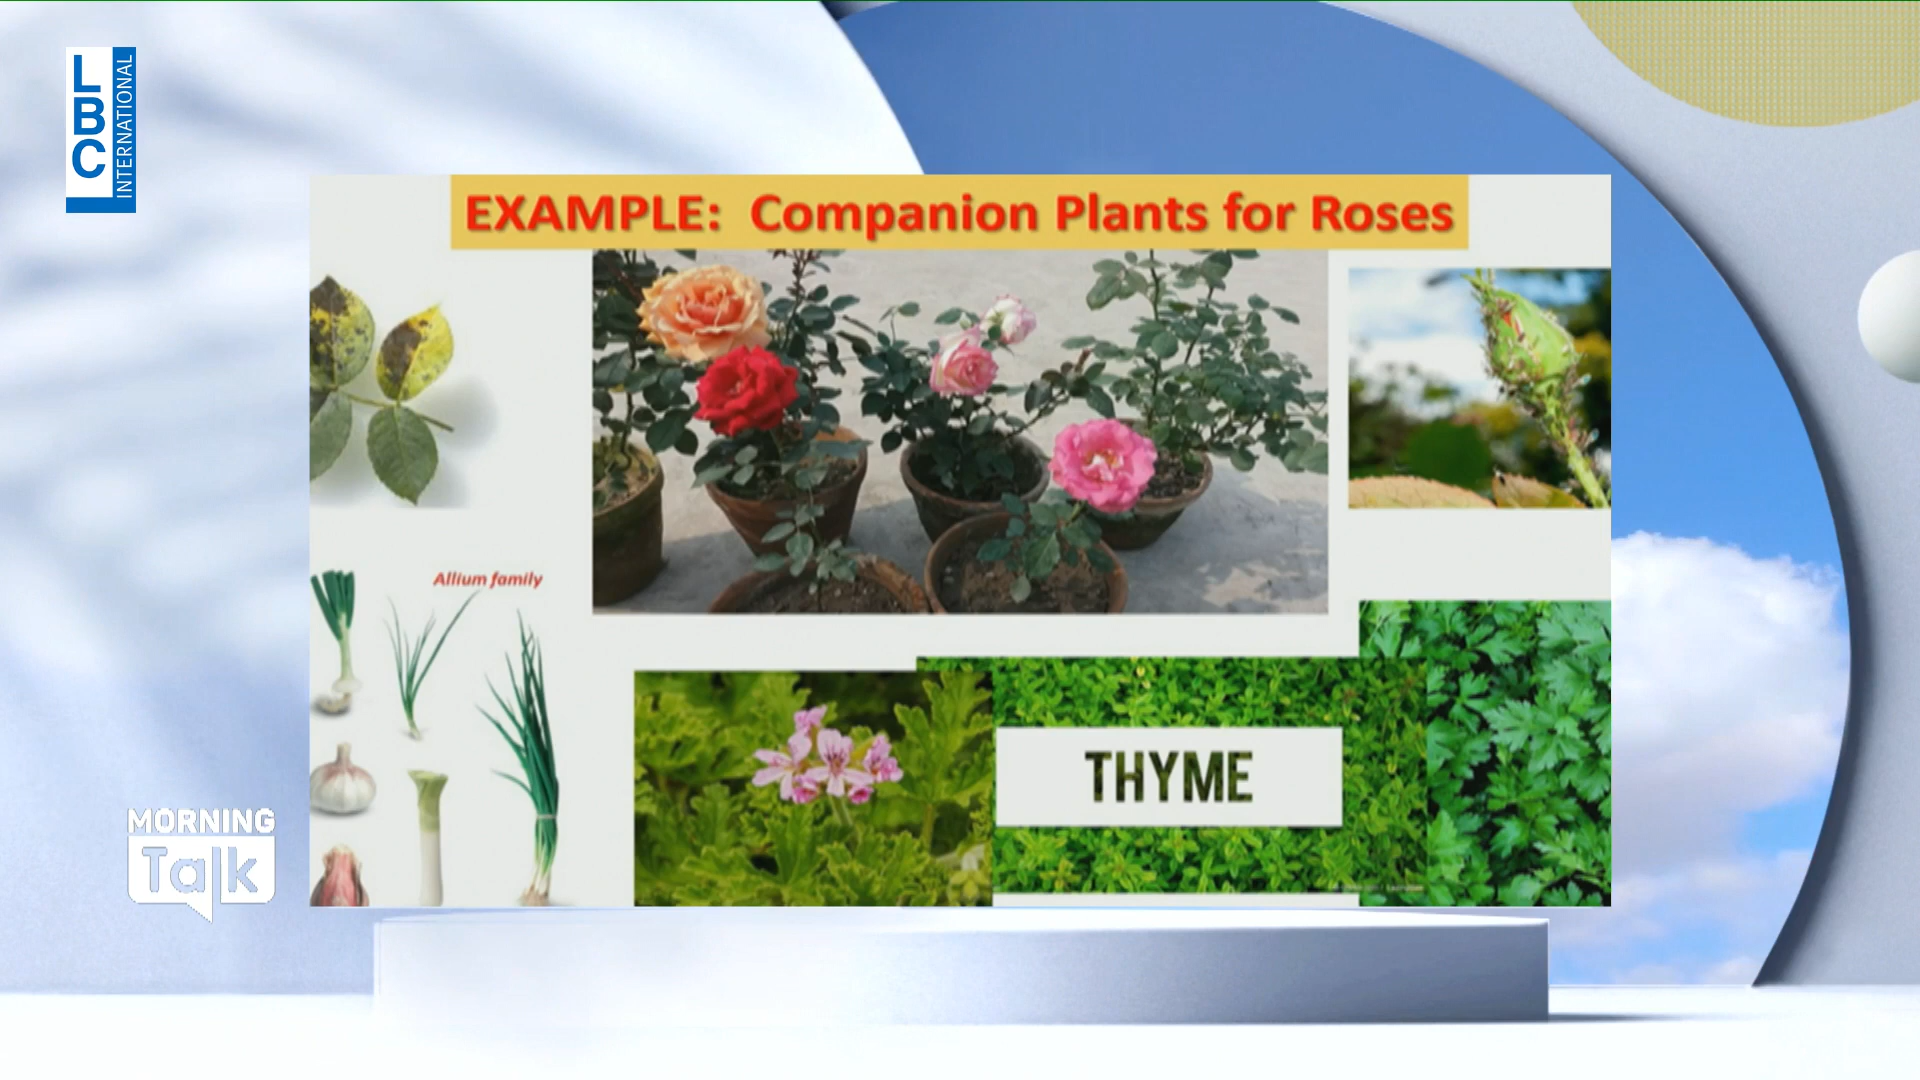 LBC
INTERNATIONAL
EXAMPLE: Companion Plants for Roses
Allium family
THYME
MORNING
Talk